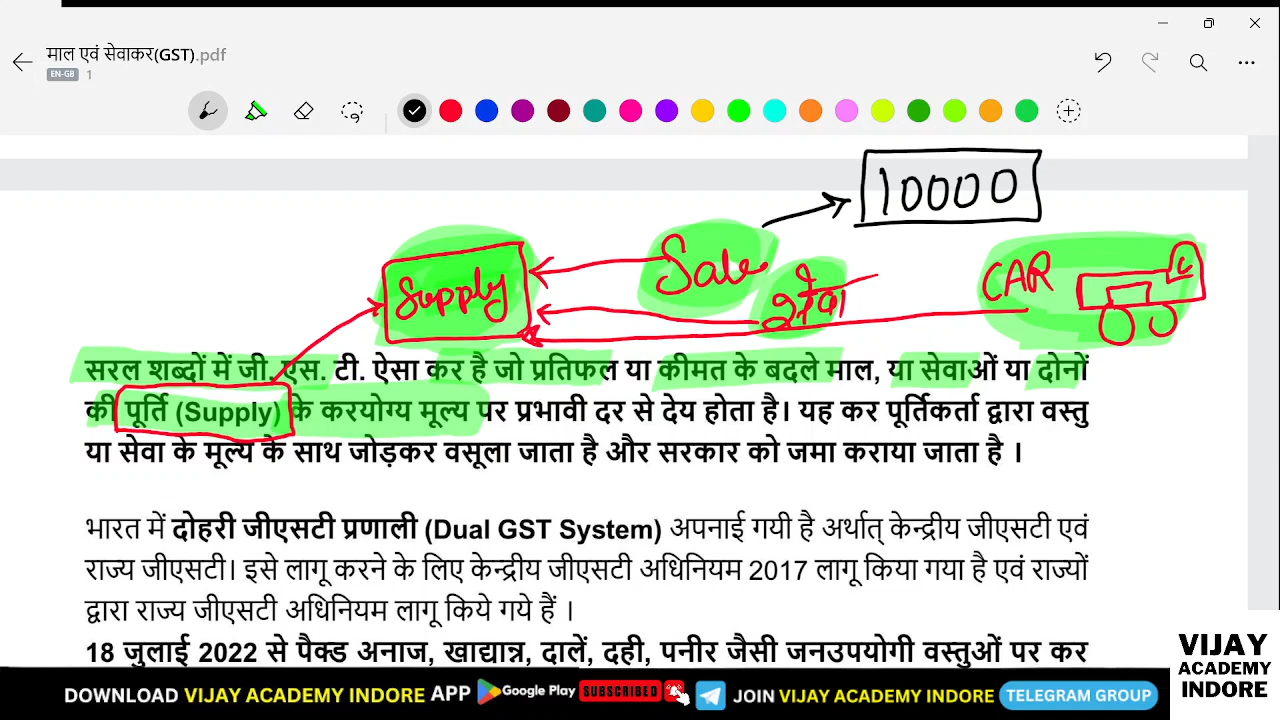 माल एवं सेवाकर(GST).pdf
EN-GB 1
10000
Supply Sale सेवा CAR
सरल शब्दों में जी. एस. टी. ऐसा कर है जो प्रतिफल या कीमत के बदले माल, या सेवाओं या दोनों
की पूर्ति (Supply) के करयोग्य मूल्य पर प्रभावी दर से देय होता है। यह कर पूर्तिकर्ता द्वारा वस्तु
या सेवा के मूल्य के साथ जोड़कर वसूला जाता है और सरकार को जमा कराया जाता है ।
भारत में दोहरी जीएसटी प्रणाली (Dual GST System) अपनाई गयी है अर्थात् केन्द्रीय जीएसटी एवं
राज्य जीएसटी। इसे लागू करने के लिए केन्द्रीय जीएसटी अधिनियम 2017 लागू किया गया है एवं राज्यों
द्वारा राज्य जीएसटी अधिनियम लागू किये गये हैं ।
18 जुलाई 2022 से पैक्ड अनाज, खाद्यान्न, दालें, दही, पनीर जैसी जनउपयोगी वस्तुओं पर कर
VIJAY
ACADEMY
INDORE
DOWNLOAD VIJAY ACADEMY INDORE APP Google Play SUBSCRIBED JOIN VIJAY ACADEMY INDORE TELEGRAM GROUP